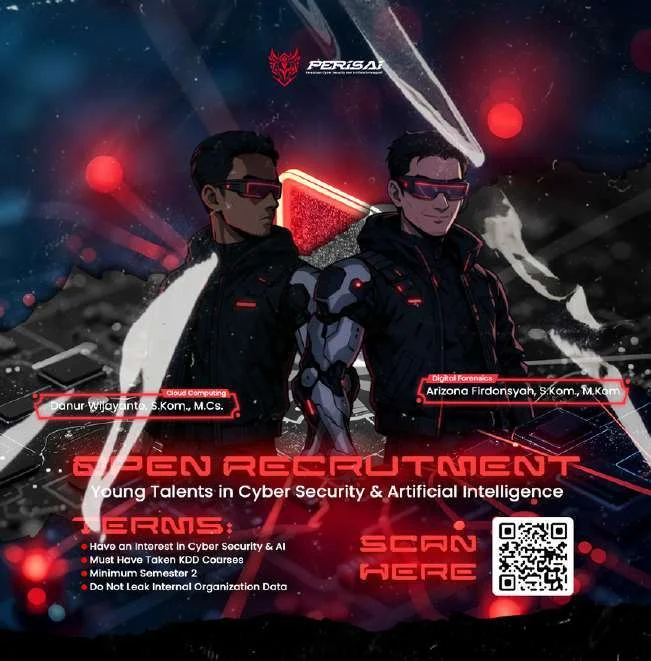 PERISAI
Cloud Computing
Danur Wijayanto, S.Kom., M.Cs.
Digital Forensics
Arizona Firdonsyah, S.Kom., M.Kom
OPEN RECRUTMENT
Young Talents in Cyber Security & Artificial Intelligence
TERMS:
Have an Interest in Cyber Security & AI
Must Have Taken KDD Courses
Minimum Semester 2
Do Not Leak Internal Organization Data
SCAN
HERE